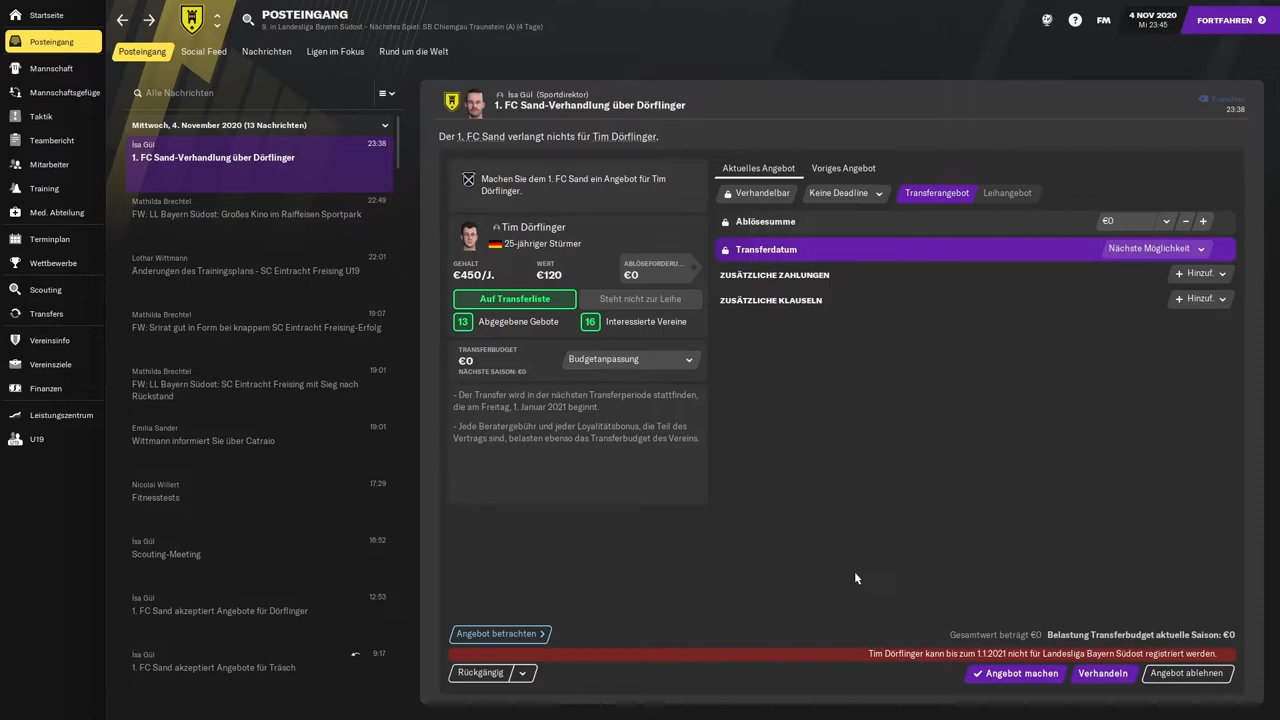 Startseite
Posteingang
Mannschaft
Mannschaftsgefüge
Taktik
Teambericht
Mitarbeiter
Training
Med. Abteilung
Terminplan
Wettbewerbe
Scouting
Transfers
Vereinsinfo
Vereinsziele
Finanzen
Leistungszentrum
U19
POSTEINGANG
9. in Landesliga Bayern Südost - Nächstes Spiel: SB Chiemgau Traunstein (A) (4 Tage)
FM
4 NOV 2020
Mi 23:45
FORTFAHREN
Posteingang Social Feed Nachrichten Ligen im Fokus Rund um die Welt
Alle Nachrichten
Mittwoch, 4. November 2020 (13 Nachrichten)
İsa Gül 23:38
1. FC Sand-Verhandlung über Dörflinger
Mathilda Brechtel 22:49
FW: LL Bayern Südost: Großes Kino im Raiffeisen Sportpark
Lothar Wittmann 22:01
Änderungen des Trainingsplans - SC Eintracht Freising U19
Mathilda Brechtel 19:07
FW: Srirat gut in Form bei knappem SC Eintracht Freising-Erfolg
Mathilda Brechtel 19:01
FW: LL Bayern Südost: SC Eintracht Freising mit Sieg nach
Rückstand
Emilia Sander 19:01
Wittmann informiert Sie über Catraio
Nicolai Willert 17:29
Fitnesstests
İsa Gül 16:52
Scouting-Meeting
İsa Gül 12:53
1. FC Sand akzeptiert Angebote für Dörflinger
İsa Gül 9:17
1. FC Sand akzeptiert Angebote für Träsch
İsa Gül (Sportdirektor)
1. FC Sand-Verhandlung über Dörflinger
Transfers
23:38
Der 1. FC Sand verlangt nichts für Tim Dörflinger.
Machen Sie dem 1. FC Sand ein Angebot für Tim
Dörflinger.
Tim Dörflinger
25-jähriger Stürmer
GEHALT WERT ABLÖSEFORDERU...
€450/J. €120 €0
Auf Transferliste Steht nicht zur Leihe
13 Abgegebene Gebote 16 Interessierte Vereine
TRANSFERBUDGET
€0
NÄCHSTE SAISON: €0
Budgetanpassung
- Der Transfer wird in der nächsten Transferperiode stattfinden,
die am Freitag, 1. Januar 2021 beginnt.
- Jede Beratergebühr und jeder Loyalitätsbonus, die Teil des
Vertrags sind, belasten ebenso das Transferbudget des Vereins.
Aktuelles Angebot Voriges Angebot
Verhandelbar Keine Deadline Transferangebot Leihangebot
Ablösesumme €0
Transferdatum Nächste Möglichkeit
ZUSÄTZLICHE ZAHLUNGEN Hinzuf.
ZUSÄTZLICHE KLAUSELN Hinzuf.
Angebot betrachten
Gesamtwert beträgt €0 Belastung Transferbudget aktuelle Saison: €0
Tim Dörflinger kann bis zum 1.1.2021 nicht für Landesliga Bayern Südost registriert werden.
Rückgängig
Angebot machen Verhandeln Angebot ablehnen